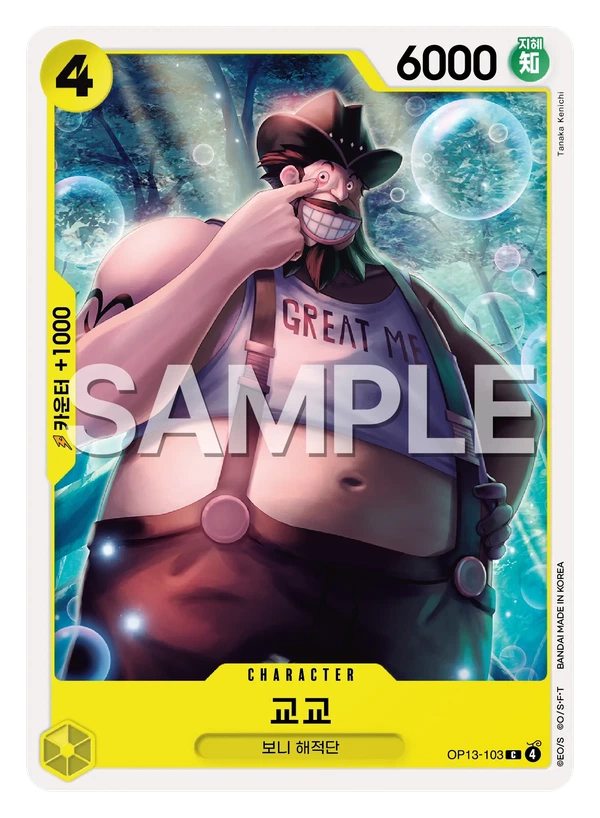 4
6000
지혜
知
Tanaka Kenichi
GREAT ME
카운터 +1000
SAMPLE
CHARACTER
교교
보니 해적단
OP13-103 C 4
©EO/S ©O/S·F·T BANDAI MADE IN KOREA